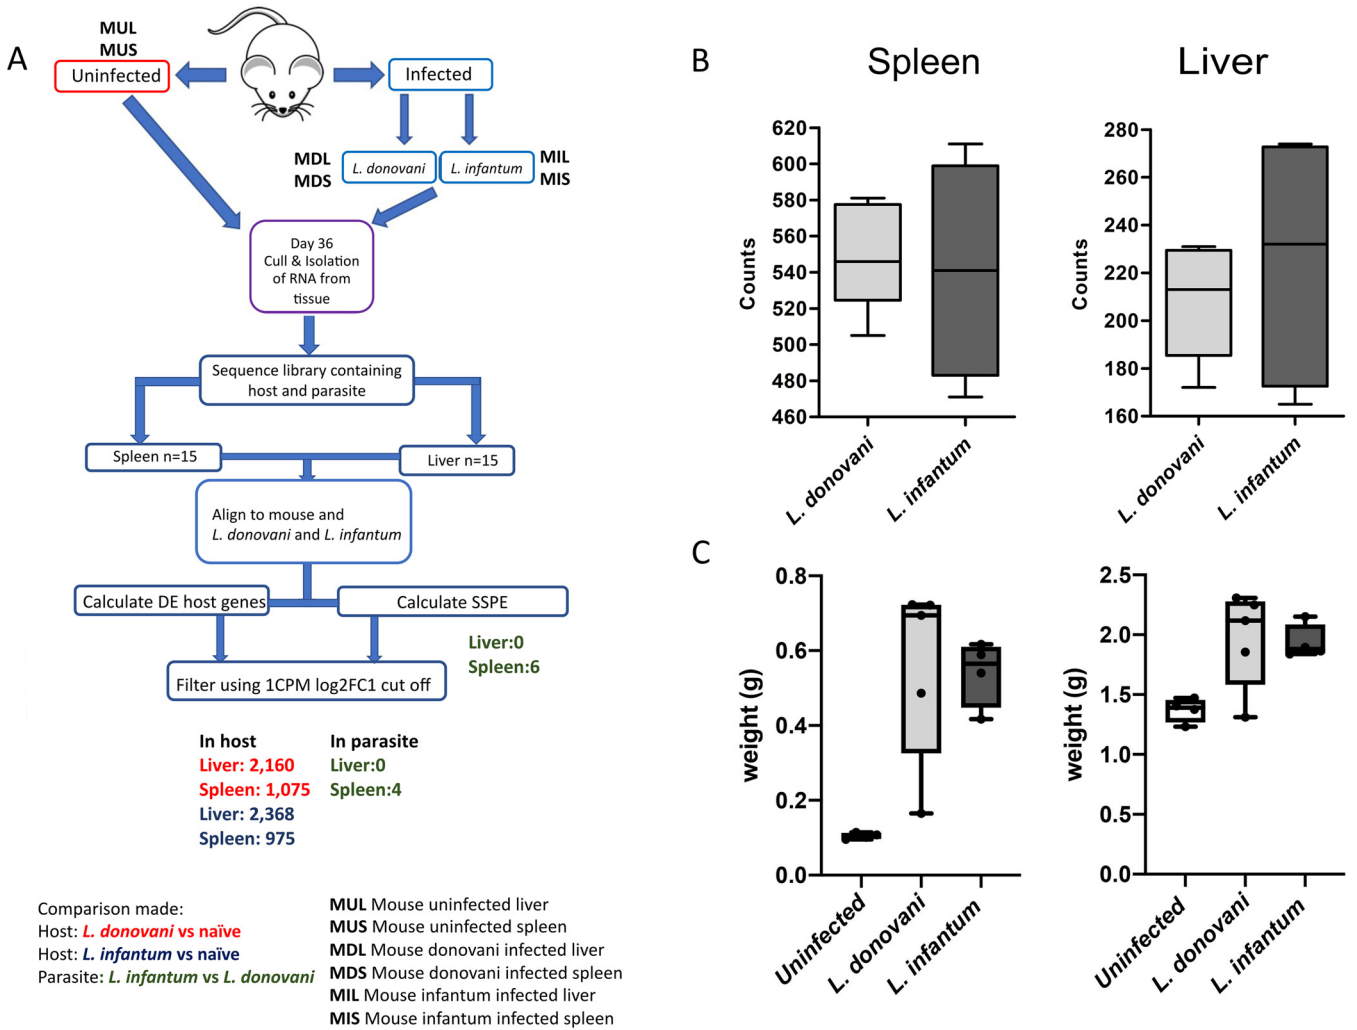 A
MUL
MUS
Uninfected
Infected
MDL
MDS
L. donovani
L. infantum
MIL
MIS
Day 36
Cull & Isolation
of RNA from
tissue
Sequence library containing
host and parasite
Spleen n=15
Liver n=15
Align to mouse and
L. donovani and L. infantum
Calculate DE host genes
Calculate SSPE
Liver:0
Spleen:6
Filter using 1CPM log2FC1 cut off
In host
Liver: 2,160
Spleen: 1,075
Liver: 2,368
Spleen: 975
In parasite
Liver:0
Spleen:4
Comparison made:
Host: L. donovani vs naïve
Host: L. infantum vs naïve
Parasite: L. infantum vs L. donovani
MUL Mouse uninfected liver
MUS Mouse uninfected spleen
MDL Mouse donovani infected liver
MDS Mouse donovani infected spleen
MIL Mouse infantum infected liver
MIS Mouse infantum infected spleen
B
Spleen
Counts
620
600
580
560
540
520
500
480
460
L. donovani
L. infantum
Liver
Counts
280
260
240
220
200
180
160
L. donovani
L. infantum
C
weight (g)
0.8
0.6
0.4
0.2
0.0
Uninfected
L. donovani
L. infantum
weight (g)
2.5
2.0
1.5
1.0
0.5
0.0
Uninfected
L. donovani
L. infantum